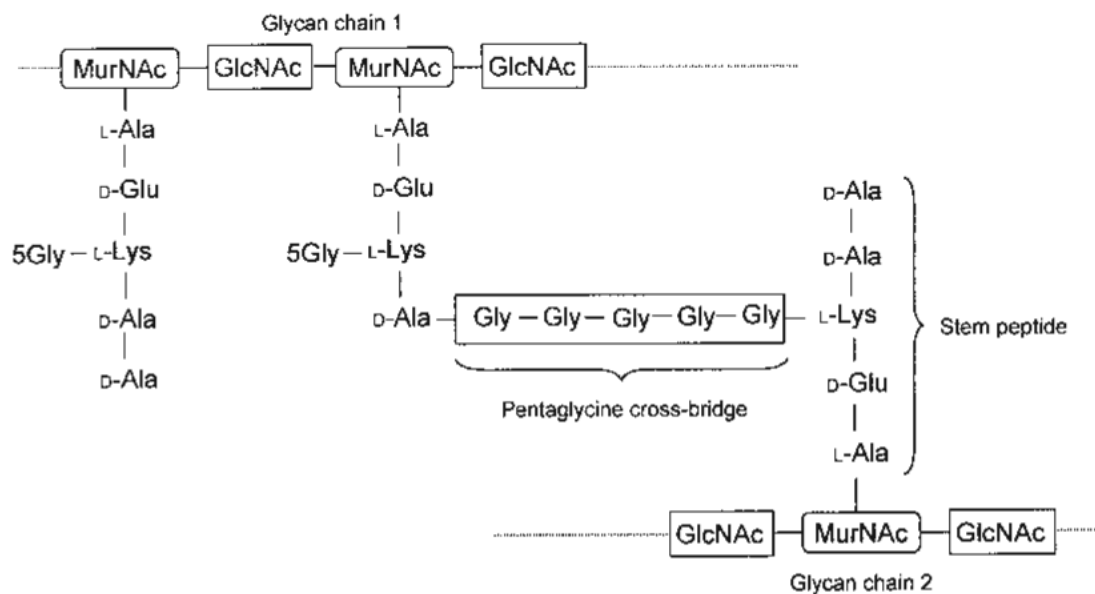 Glycan chain 1
MurNAc GlcNAc MurNAc GlcNAc
L-Ala L-Ala
D-Glu D-Glu D-Ala
5Gly L-Lys 5Gly L-Lys D-Ala
D-Ala D-Ala Gly Gly Gly Gly Gly L-Lys Stem peptide
D-Ala D-Glu
Pentaglycine cross-bridge
L-Ala
GlcNAc MurNAc GlcNAc
Glycan chain 2